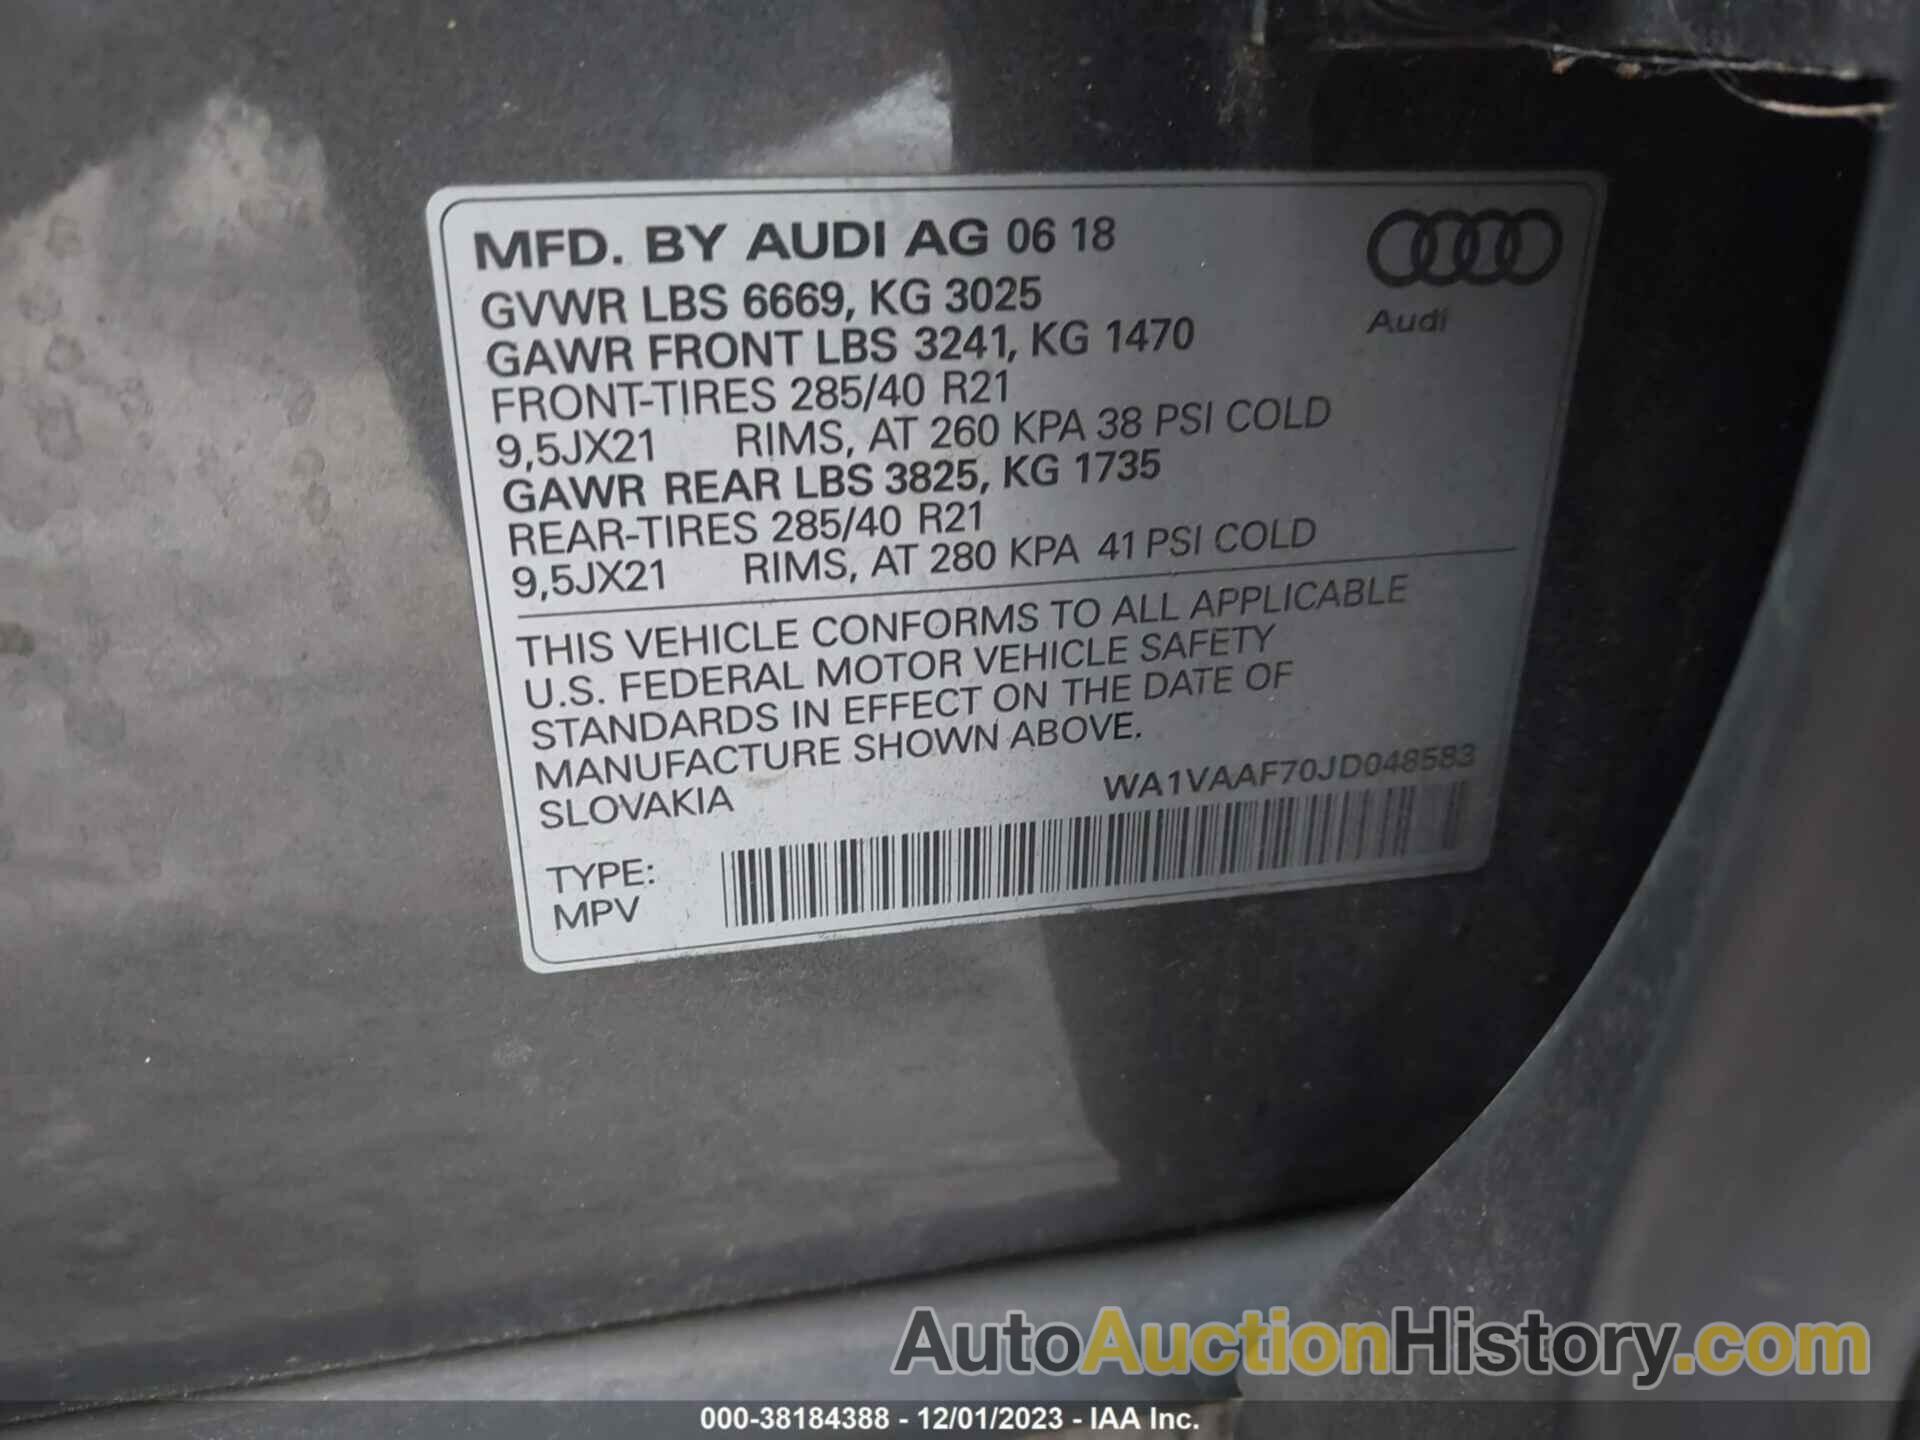 MFD. BY AUDI AG 06 18
Audi
GVWR LBS 6669, KG 3025
GAWR FRONT LBS 3241, KG 1470
FRONT-TIRES 285/40 R21
9,5JX21 RIMS, AT 260 KPA 38 PSI COLD
GAWR REAR LBS 3825, KG 1735
REAR-TIRES 285/40 R21
9,5JX21 RIMS, AT 280 KPA 41 PSI COLD
THIS VEHICLE CONFORMS TO ALL APPLICABLE
U.S. FEDERAL MOTOR VEHICLE SAFETY
STANDARDS IN EFFECT ON THE DATE OF
MANUFACTURE SHOWN ABOVE.
SLOVAKIA WA1VAAF70JD048583
TYPE:
MPV
AutoAuctionHistory.com
000-38184388 - 12/01/2023 - IAA Inc.